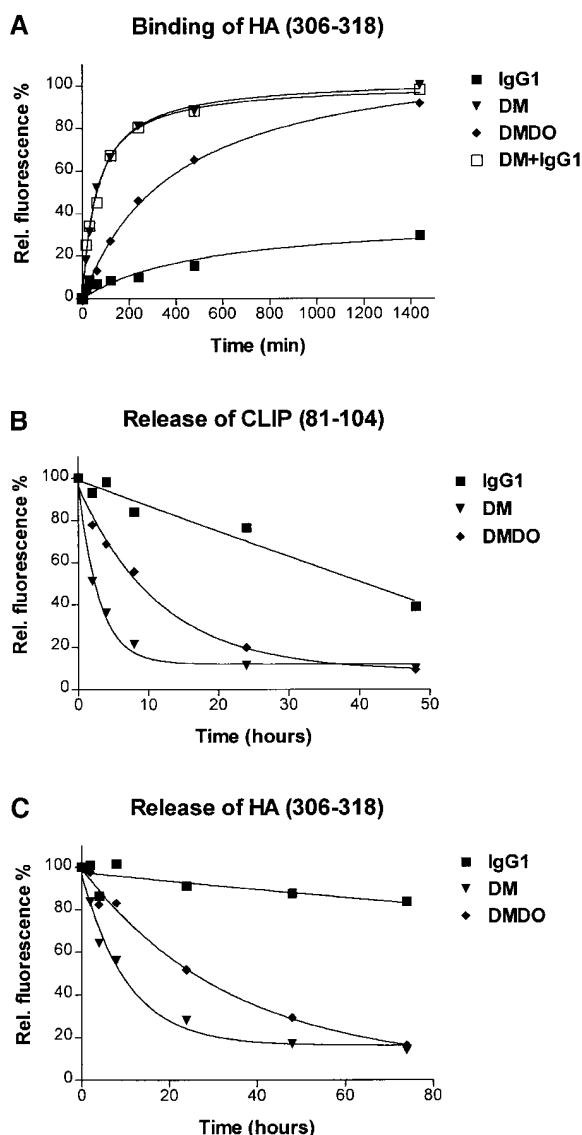 A
Binding of HA (306-318)
Rel. fluorescence %
100
80
60
40
20
0
0 200 400 600 800 1000 1200 1400
Time (min)
IgG1
DM
DMDO
DM+IgG1
B
Release of CLIP (81-104)
Rel. fluorescence %
100
80
60
40
20
0
0 10 20 30 40 50
Time (hours)
IgG1
DM
DMDO
C
Release of HA (306-318)
Rel. fluorescence %
100
80
60
40
20
0
0 20 40 60 80
Time (hours)
IgG1
DM
DMDO